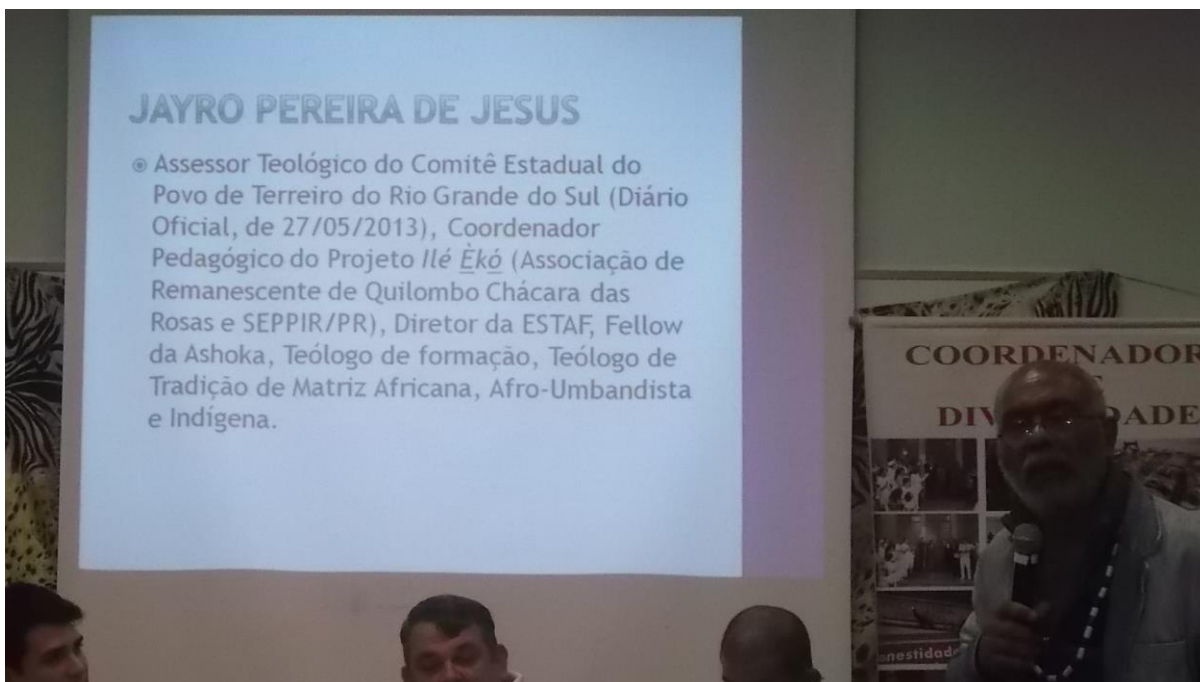 JAYRO PEREIRA DE JESUS
Assessor Teológico do Comitê Estadual do
Povo de Terreiro do Rio Grande do Sul (Diário
Oficial, de 27/05/2013), Coordenador
Pedagógico do Projeto Ilé Ẹ̀kọ́ (Associação de
Remanescente de Quilombo Chácara das
Rosas e SEPPIR/PR), Diretor da ESTAF, Fellow
da Ashoka, Teólogo de formação, Teólogo de
Tradição de Matriz Africana, Afro-Umbandista
e Indígena.
COORDENADOR
DIV ADE
onestidad